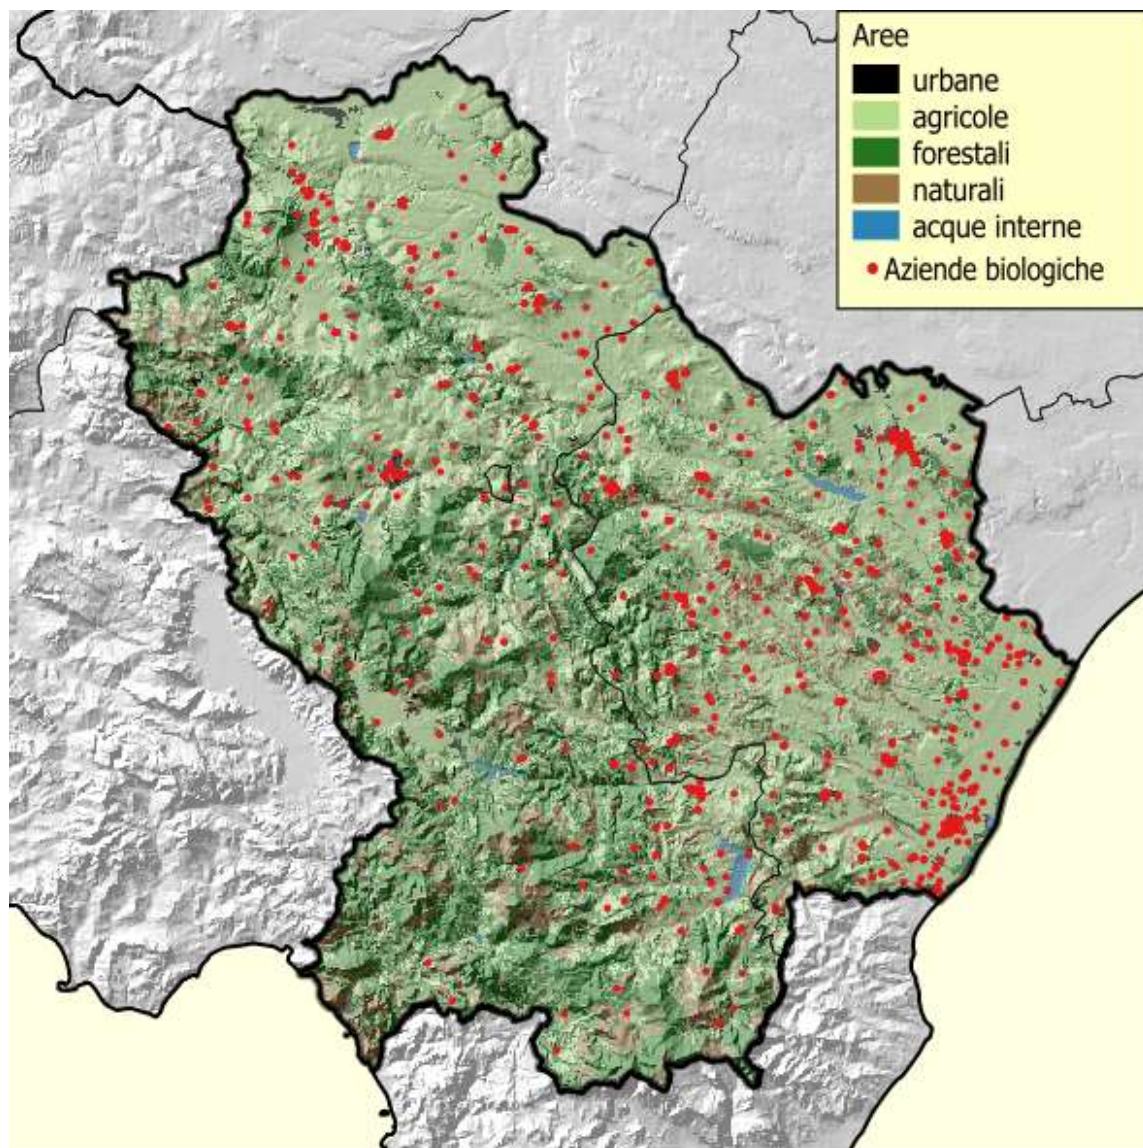 Aree
urbane
agricole
forestali
naturali
acque interne
Aziende biologiche